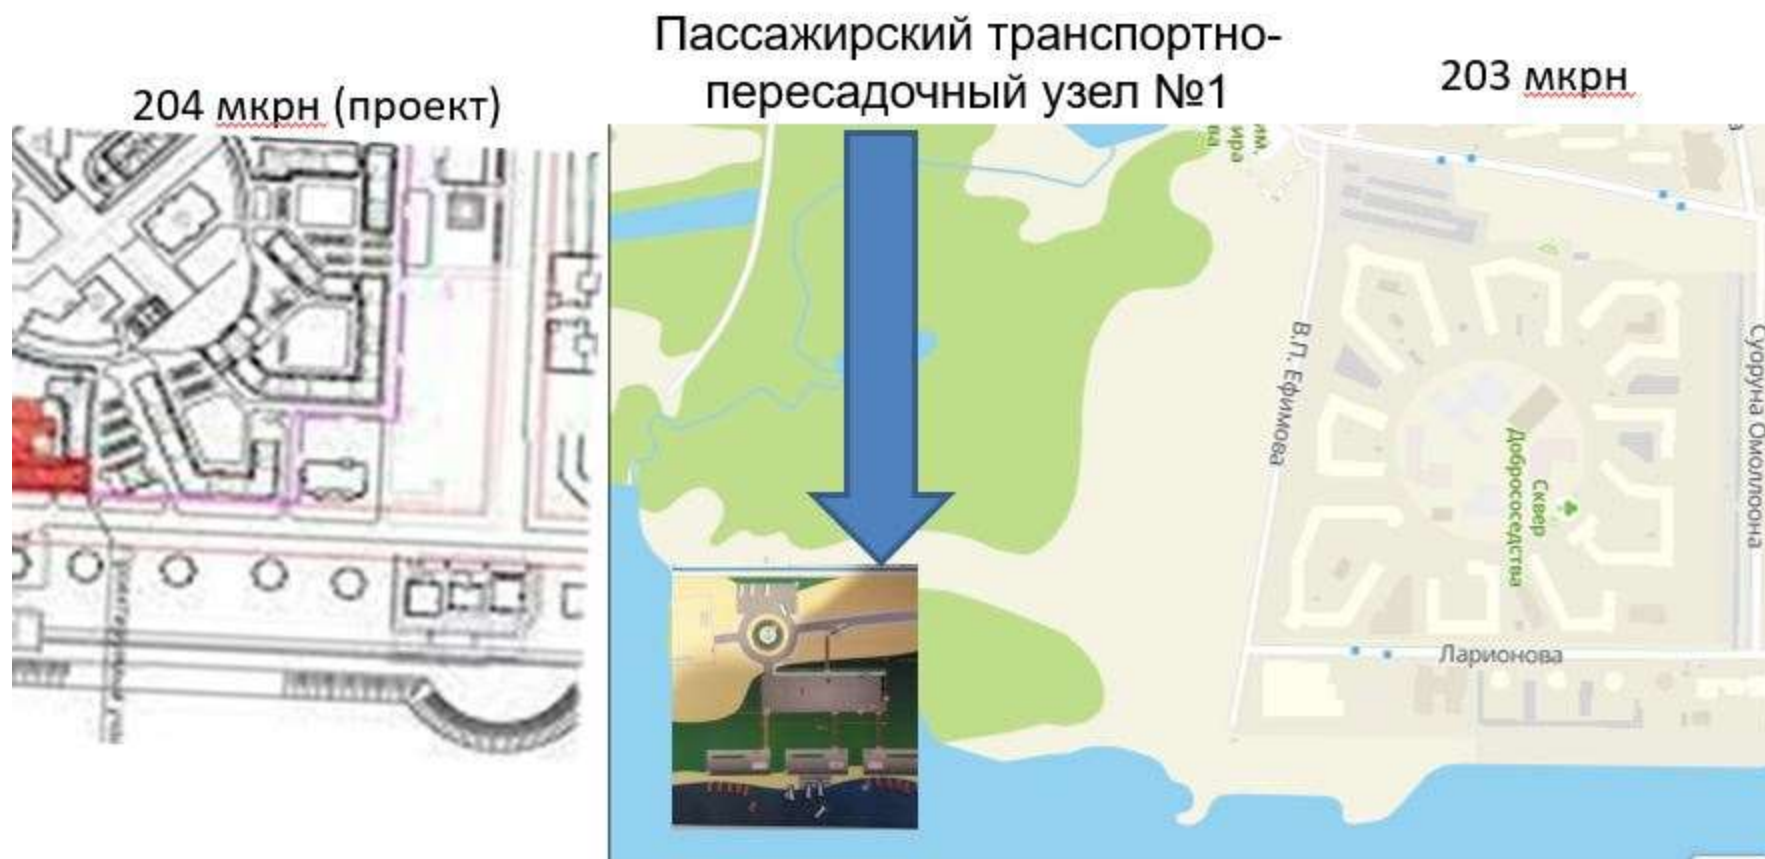 Пассажирский транспортно-
пересадочный узел №1
204 мкрн (проект)
203 мкрн
В.П. Ефимова
Сквер
Добрососедства
Суоруна Омоллоона
Ларионова